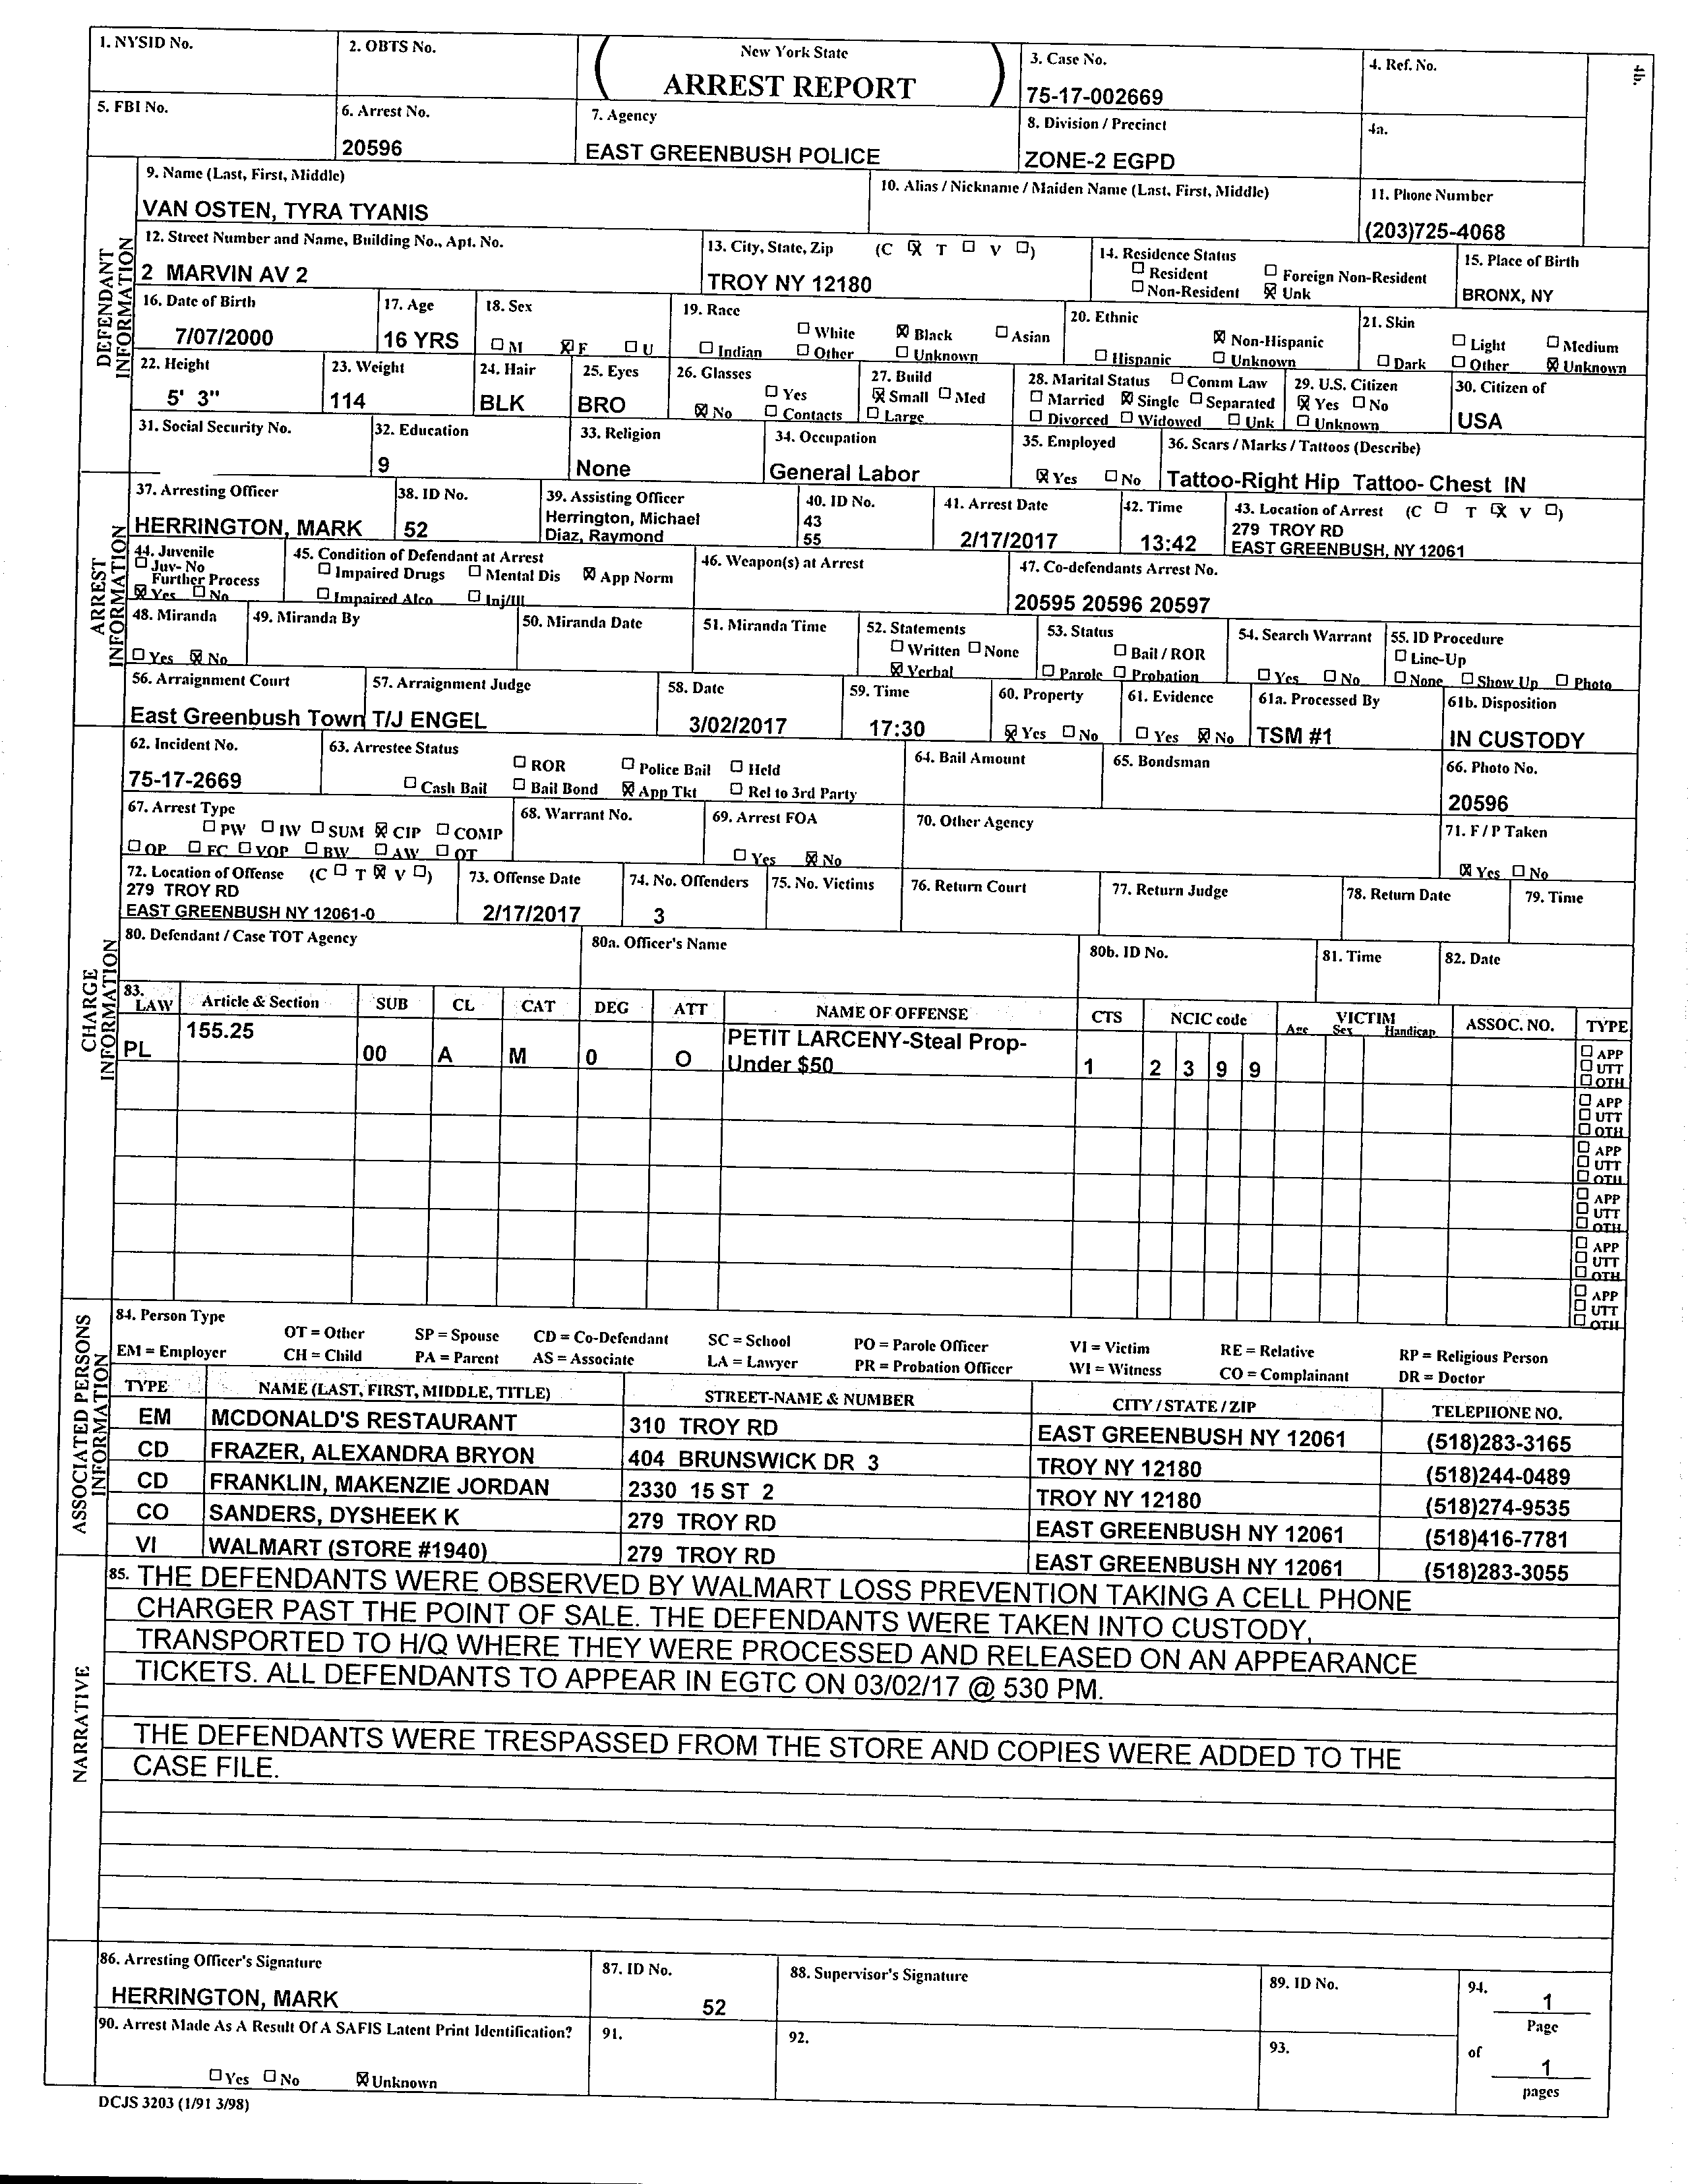 1. NYSID No.
2. OBTS No.
New York State
ARREST REPORT
3. Case No.
75-17-002669
4. Ref. No.
4b.
5. FBI No.
6. Arrest No.
20596
7. Agency
EAST GREENBUSH POLICE
8. Division / Precinct
ZONE-2 EGPD
4a.
DEFENDANT INFORMATION
9. Name (Last, First, Middle)
VAN OSTEN, TYRA TYANIS
10. Alias / Nickname / Maiden Name (Last, First, Middle)
11. Phone Number
(203)725-4068
12. Street Number and Name, Building No., Apt. No.
2 MARVIN AV 2
13. City, State, Zip (C ☒ T ☐ V ☐)
TROY NY 12180
14. Residence Status
☐ Resident ☐ Foreign Non-Resident
☐ Non-Resident ☒ Unk
15. Place of Birth
BRONX, NY
16. Date of Birth
7/07/2000
17. Age
16 YRS
18. Sex
☐ M ☒ F ☐ U
19. Race
☐ White ☒ Black ☐ Asian
☐ Indian ☐ Other ☐ Unknown
20. Ethnic
☒ Non-Hispanic
☐ Hispanic ☐ Unknown
21. Skin
☐ Light ☐ Medium
☐ Dark ☐ Other ☒ Unknown
22. Height
5' 3"
23. Weight
114
24. Hair
BLK
25. Eyes
BRO
26. Glasses
☐ Yes
☒ No ☐ Contacts
27. Build
☒ Small ☐ Med
☐ Large
28. Marital Status ☐ Comm Law
☐ Married ☒ Single ☐ Separated
☐ Divorced ☐ Widowed ☐ Unk
29. U.S. Citizen
☒ Yes ☐ No
☐ Unknown
30. Citizen of
USA
31. Social Security No.
32. Education
9
33. Religion
None
34. Occupation
General Labor
35. Employed
☒ Yes ☐ No
36. Scars / Marks / Tattoos (Describe)
Tattoo-Right Hip Tattoo- Chest IN
ARREST INFORMATION
37. Arresting Officer
HERRINGTON, MARK
38. ID No.
52
39. Assisting Officer
Herrington, Michael
Diaz, Raymond
40. ID No.
43
55
41. Arrest Date
2/17/2017
42. Time
13:42
43. Location of Arrest (C ☐ T ☒ V ☐)
279 TROY RD
EAST GREENBUSH, NY 12061
44. Juvenile
☐ Juv- No
Further Process
☒ Yes ☐ No
45. Condition of Defendant at Arrest
☐ Impaired Drugs ☐ Mental Dis ☒ App Norm
☐ Impaired Alco ☐ Inj/Ill
46. Weapon(s) at Arrest
47. Co-defendants Arrest No.
20595 20596 20597
48. Miranda
☐ Yes ☒ No
49. Miranda By
50. Miranda Date
51. Miranda Time
52. Statements
☐ Written ☐ None
☒ Verbal
53. Status
☐ Bail / ROR
☐ Parole ☐ Probation
54. Search Warrant
☐ Yes ☐ No
55. ID Procedure
☐ Line-Up
☐ None ☐ Show Up ☐ Photo
56. Arraignment Court
East Greenbush Town
57. Arraignment Judge
T/J ENGEL
58. Date
3/02/2017
59. Time
17:30
60. Property
☒ Yes ☐ No
61. Evidence
☐ Yes ☒ No
61a. Processed By
TSM #1
61b. Disposition
IN CUSTODY
CHARGE INFORMATION
62. Incident No.
75-17-2669
63. Arrestee Status
☐ ROR ☐ Police Bail ☐ Held
☐ Cash Bail ☐ Bail Bond ☒ App Tkt ☐ Rel to 3rd Party
64. Bail Amount
65. Bondsman
66. Photo No.
20596
67. Arrest Type
☐ PW ☐ IW ☐ SUM ☒ CIP ☐ COMP
☐ OP ☐ FC ☐ VOP ☐ BW ☐ AW ☐ OT
68. Warrant No.
69. Arrest FOA
☐ Yes ☒ No
70. Other Agency
71. F / P Taken
☒ Yes ☐ No
72. Location of Offense (C ☐ T ☒ V ☐)
279 TROY RD
EAST GREENBUSH NY 12061-0
73. Offense Date
2/17/2017
74. No. Offenders
3
75. No. Victims
76. Return Court
77. Return Judge
78. Return Date
79. Time
80. Defendant / Case TOT Agency
80a. Officer's Name
80b. ID No.
81. Time
82. Date
83. LAW Article & Section SUB CL CAT DEG ATT NAME OF OFFENSE CTS NCIC code VICTIM Age Sex Handicap ASSOC. NO. TYPE
PL 155.25 00 A M 0 O PETIT LARCENY-Steal Prop-
Under $50 1 2 3 9 9
☐ APP
☐ UTT
☐ OTH
☐ APP
☐ UTT
☐ OTH
☐ APP
☐ UTT
☐ OTH
☐ APP
☐ UTT
☐ OTH
☐ APP
☐ UTT
☐ OTH
☐ APP
☐ UTT
☐ OTH
ASSOCIATED PERSONS INFORMATION
84. Person Type
OT = Other SP = Spouse CD = Co-Defendant SC = School PO = Parole Officer VI = Victim RE = Relative RP = Religious Person
EM = Employer CH = Child PA = Parent AS = Associate LA = Lawyer PR = Probation Officer WI = Witness CO = Complainant DR = Doctor
TYPE NAME (LAST, FIRST, MIDDLE, TITLE) STREET-NAME & NUMBER CITY / STATE / ZIP TELEPHONE NO.
EM MCDONALD'S RESTAURANT 310 TROY RD EAST GREENBUSH NY 12061 (518)283-3165
CD FRAZER, ALEXANDRA BRYON 404 BRUNSWICK DR 3 TROY NY 12180 (518)244-0489
CD FRANKLIN, MAKENZIE JORDAN 2330 15 ST 2 TROY NY 12180 (518)274-9535
CO SANDERS, DYSHEEK K 279 TROY RD EAST GREENBUSH NY 12061 (518)416-7781
VI WALMART (STORE #1940) 279 TROY RD EAST GREENBUSH NY 12061 (518)283-3055
NARRATIVE
85. THE DEFENDANTS WERE OBSERVED BY WALMART LOSS PREVENTION TAKING A CELL PHONE
CHARGER PAST THE POINT OF SALE. THE DEFENDANTS WERE TAKEN INTO CUSTODY,
TRANSPORTED TO H/Q WHERE THEY WERE PROCESSED AND RELEASED ON AN APPEARANCE
TICKETS. ALL DEFENDANTS TO APPEAR IN EGTC ON 03/02/17 @ 530 PM.
THE DEFENDANTS WERE TRESPASSED FROM THE STORE AND COPIES WERE ADDED TO THE
CASE FILE.
86. Arresting Officer's Signature
HERRINGTON, MARK
87. ID No.
52
88. Supervisor's Signature
89. ID No.
94.
1
Page
90. Arrest Made As A Result Of A SAFIS Latent Print Identification?
☐ Yes ☐ No ☒ Unknown
91.
92.
93.
of
1
pages
DCJS 3203 (1/91 3/98)